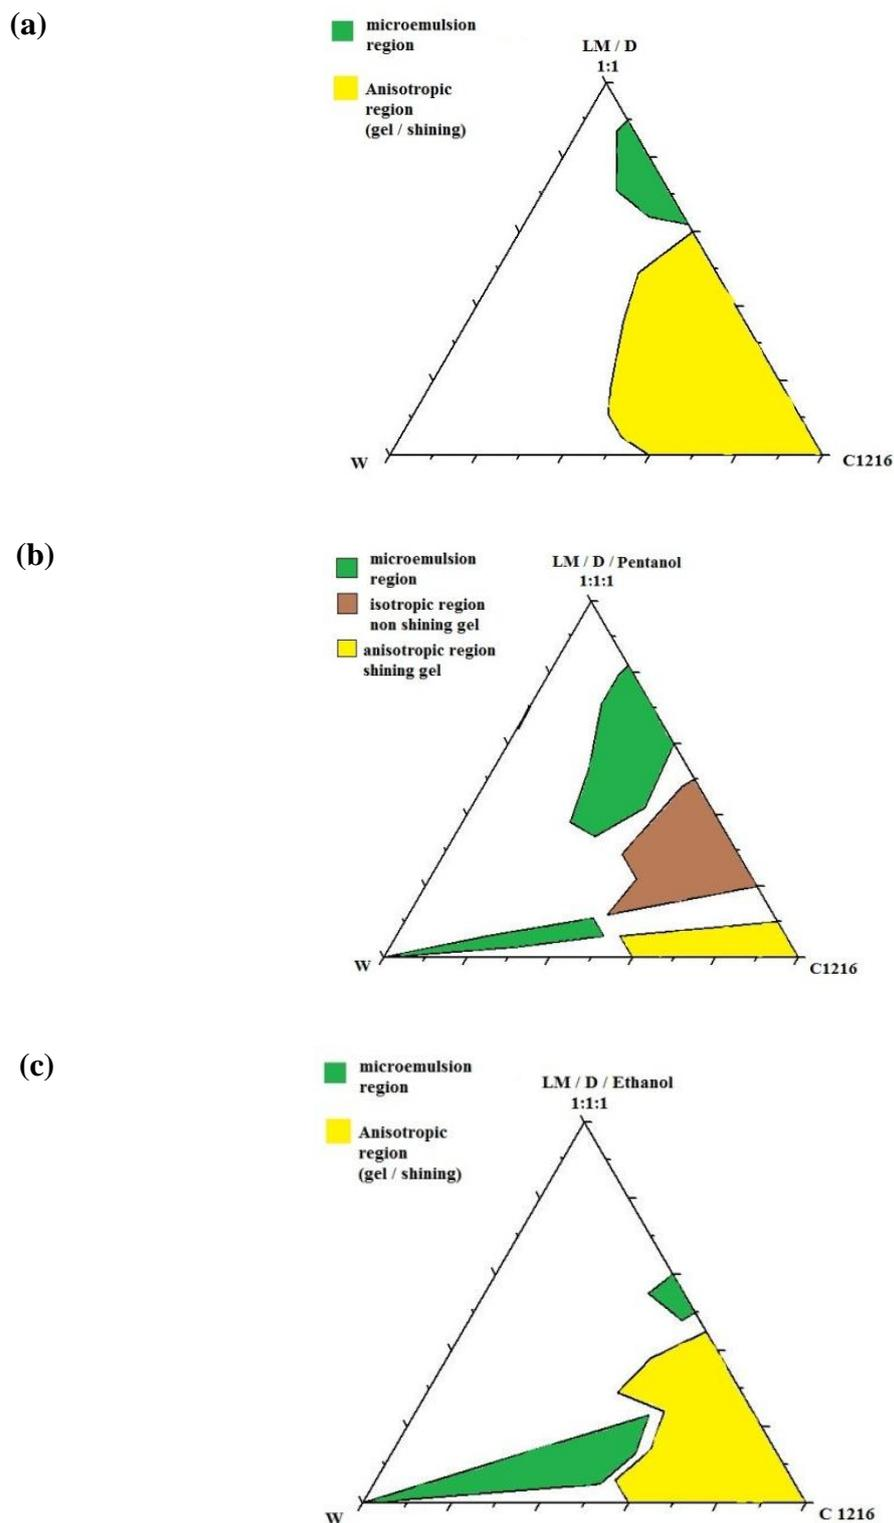 (a)
microemulsion
region
Anisotropic
region
(gel / shining)
LM / D
1:1
W
C1216
(b)
microemulsion
region
isotropic region
non shining gel
anisotropic region
shining gel
LM / D / Pentanol
1:1:1
W
C1216
(c)
microemulsion
region
Anisotropic
region
(gel / shining)
LM / D / Ethanol
1:1:1
W
C 1216